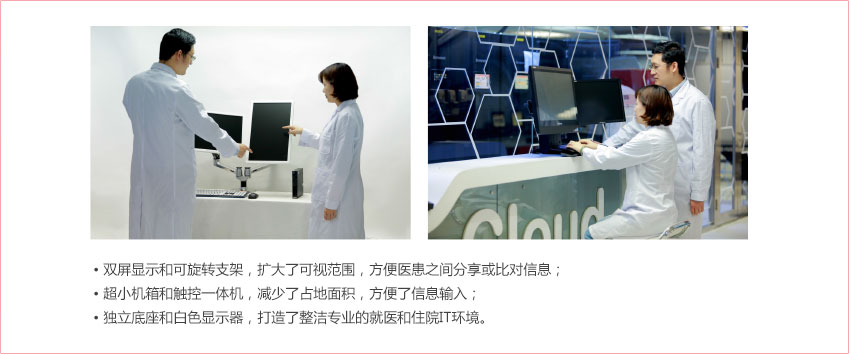 Cloud
• 双屏显示和可旋转支架，扩大了可视范围，方便医患之间分享或比对信息；
• 超小机箱和触控一体机，减少了占地面积，方便了信息输入；
• 独立底座和白色显示器，打造了整洁专业的就医和住院IT环境。